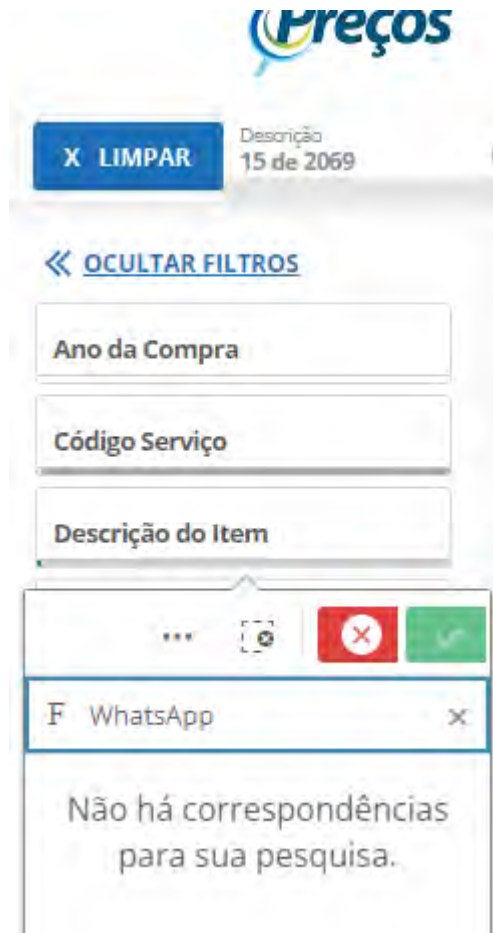 Preços
X LIMPAR
Descrição
15 de 2069
OCULTAR FILTROS
Ano da Compra
Código Serviço
Descrição do Item
WhatsApp
Não há correspondências
para sua pesquisa.